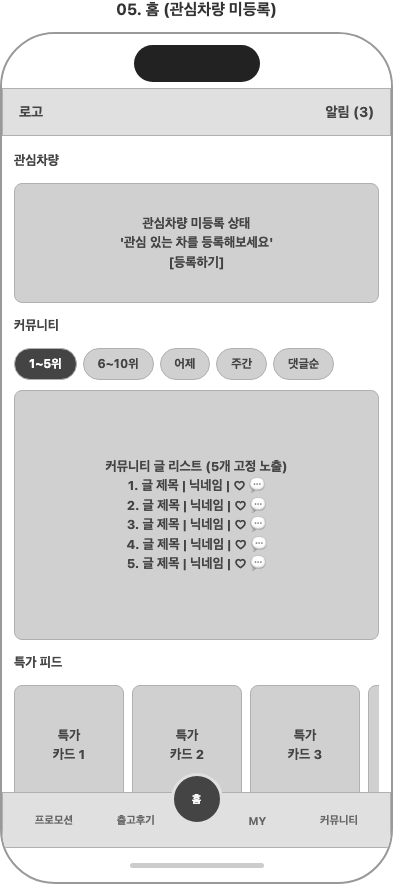 05. 홈 (관심차량 미등록)
로고 알림 (3)
관심차량
관심차량 미등록 상태
'관심 있는 차를 등록해보세요'
[등록하기]
커뮤니티
1~5위 6~10위 어제 주간 댓글순
커뮤니티 글 리스트 (5개 고정 노출)
1. 글 제목 | 닉네임 | ♡ 💬
2. 글 제목 | 닉네임 | ♡ 💬
3. 글 제목 | 닉네임 | ♡ 💬
4. 글 제목 | 닉네임 | ♡ 💬
5. 글 제목 | 닉네임 | ♡ 💬
특가 피드
특가 특가 특가
카드 1 카드 2 카드 3
프로모션 출고후기 홈 MY 커뮤니티